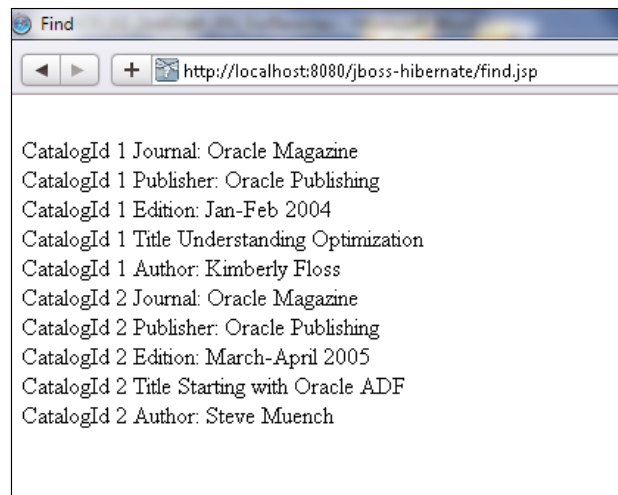 Find
http://localhost:8080/jboss-hibernate/find.jsp
CatalogId 1 Journal: Oracle Magazine
CatalogId 1 Publisher: Oracle Publishing
CatalogId 1 Edition: Jan-Feb 2004
CatalogId 1 Title Understanding Optimization
CatalogId 1 Author: Kimberly Floss
CatalogId 2 Journal: Oracle Magazine
CatalogId 2 Publisher: Oracle Publishing
CatalogId 2 Edition: March-April 2005
CatalogId 2 Title Starting with Oracle ADF
CatalogId 2 Author: Steve Muench